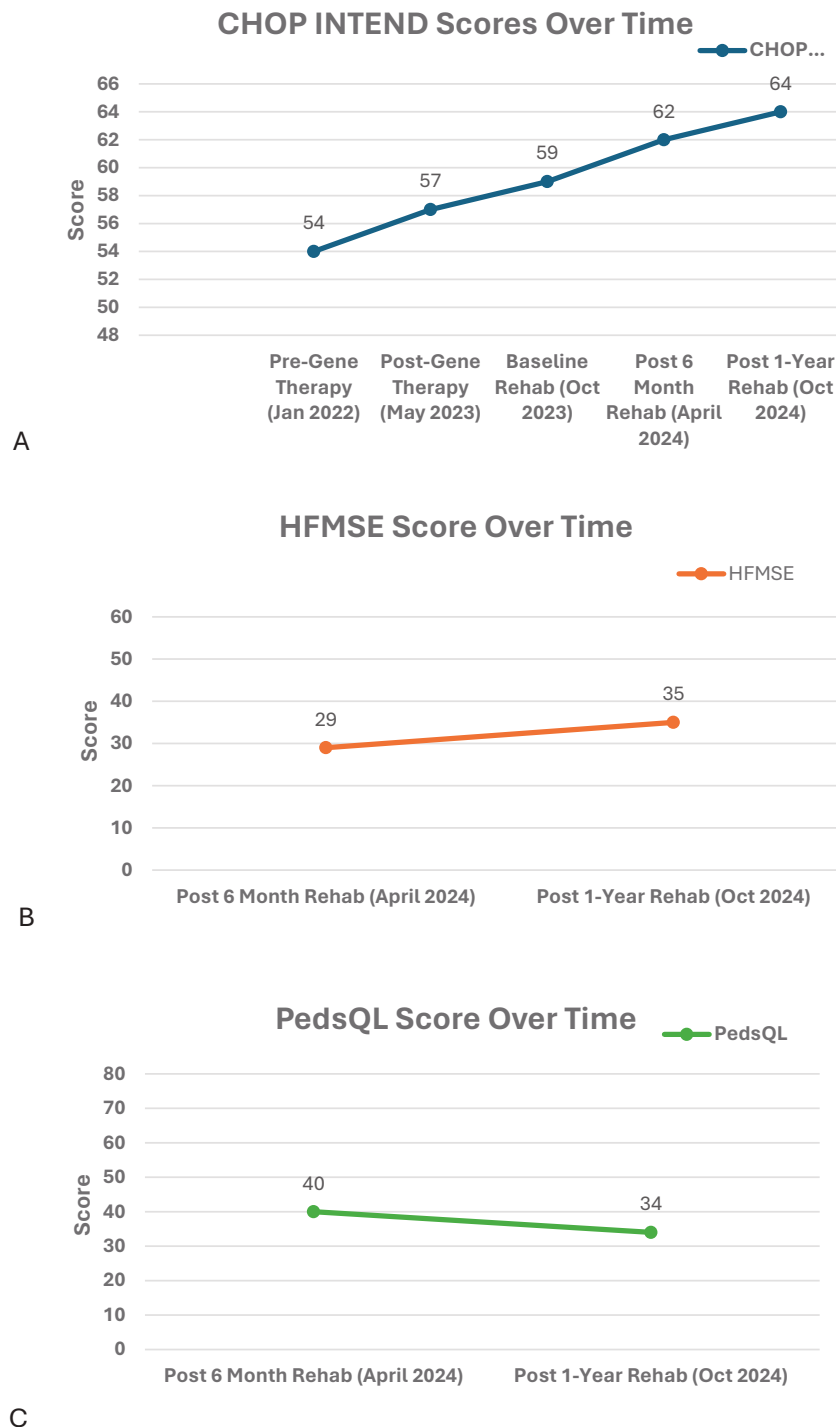 CHOP INTEND Scores Over Time
CHOP...
66
64
62
60
58
56
54
52
50
48
Score
54
57
59
62
64
Pre-Gene
Therapy
(Jan 2022)
Post-Gene
Therapy
(May 2023)
Baseline
Rehab (Oct
2023)
Post 6
Month
Rehab (April
2024)
Post 1-Year
Rehab (Oct
2024)
A
HFMSE Score Over Time
HFMSE
60
50
40
30
20
10
0
Score
29
35
Post 6 Month Rehab (April 2024)
Post 1-Year Rehab (Oct 2024)
B
PedsQL Score Over Time
PedsQL
80
70
60
50
40
30
20
10
0
Score
40
34
Post 6 Month Rehab (April 2024)
Post 1-Year Rehab (Oct 2024)
C